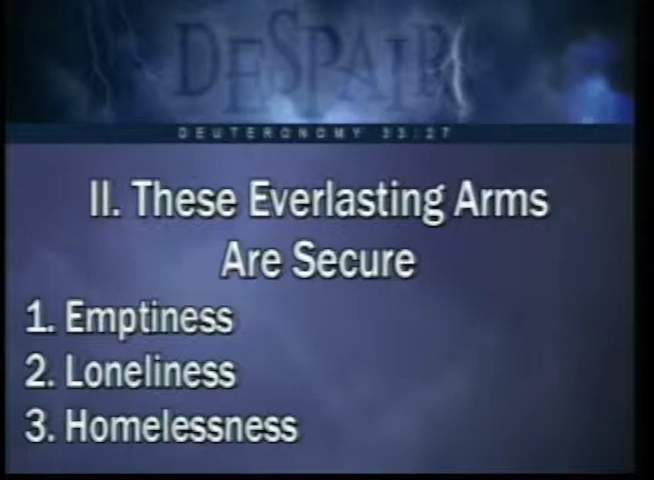 DESPAIR
DEUTERONOMY 33:27
II. These Everlasting Arms
Are Secure
1. Emptiness
2. Loneliness
3. Homelessness